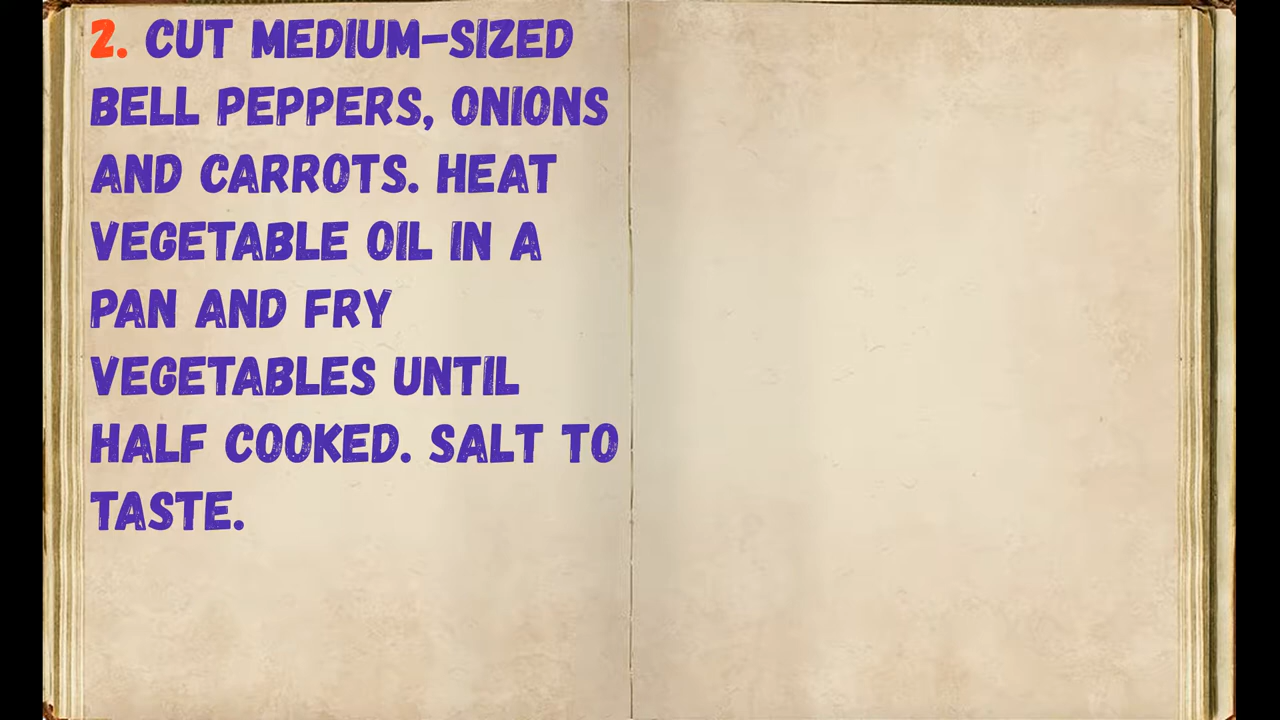 2. CUT MEDIUM-SIZED
BELL PEPPERS, ONIONS
AND CARROTS. HEAT
VEGETABLE OIL IN A
PAN AND FRY
VEGETABLES UNTIL
HALF COOKED. SALT TO
TASTE.